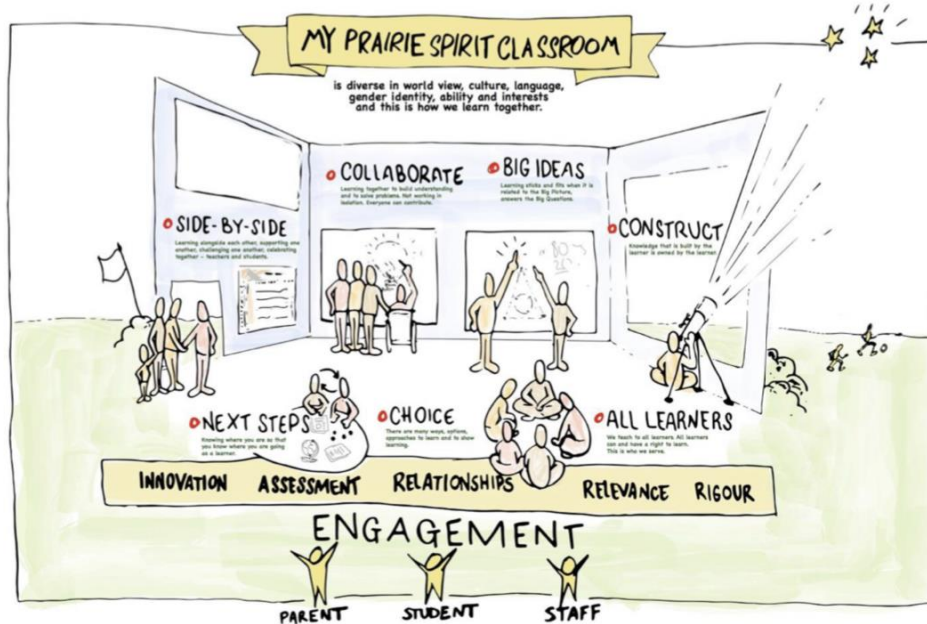 MY PRAIRIE SPIRIT CLASSROOM
is diverse in world view, culture, language,
gender identity, ability and interests
and this is how we learn together.
COLLABORATE
Learning together to build understanding
and to solve problems. Not working in
isolation. Everyone can contribute.
BIG IDEAS
Learning sticks and fits when it is
related to the Big Picture,
answers the Big Questions.
SIDE-BY-SIDE
Learning alongside each other, supporting one
another, challenging one another, celebrating
together - teachers and students.
CONSTRUCT
Knowledge that is built by the
learner is owned by the learner.
NEXT STEPS
Knowing where you are so that
you know where you are going
as a learner.
CHOICE
There are many ways, options,
approaches to learn and to show
learning.
ALL LEARNERS
We teach to all learners. All learners
can and have a right to learn.
This is who we serve.
INNOVATION ASSESSMENT RELATIONSHIPS RELEVANCE RIGOUR
ENGAGEMENT
PARENT STUDENT STAFF